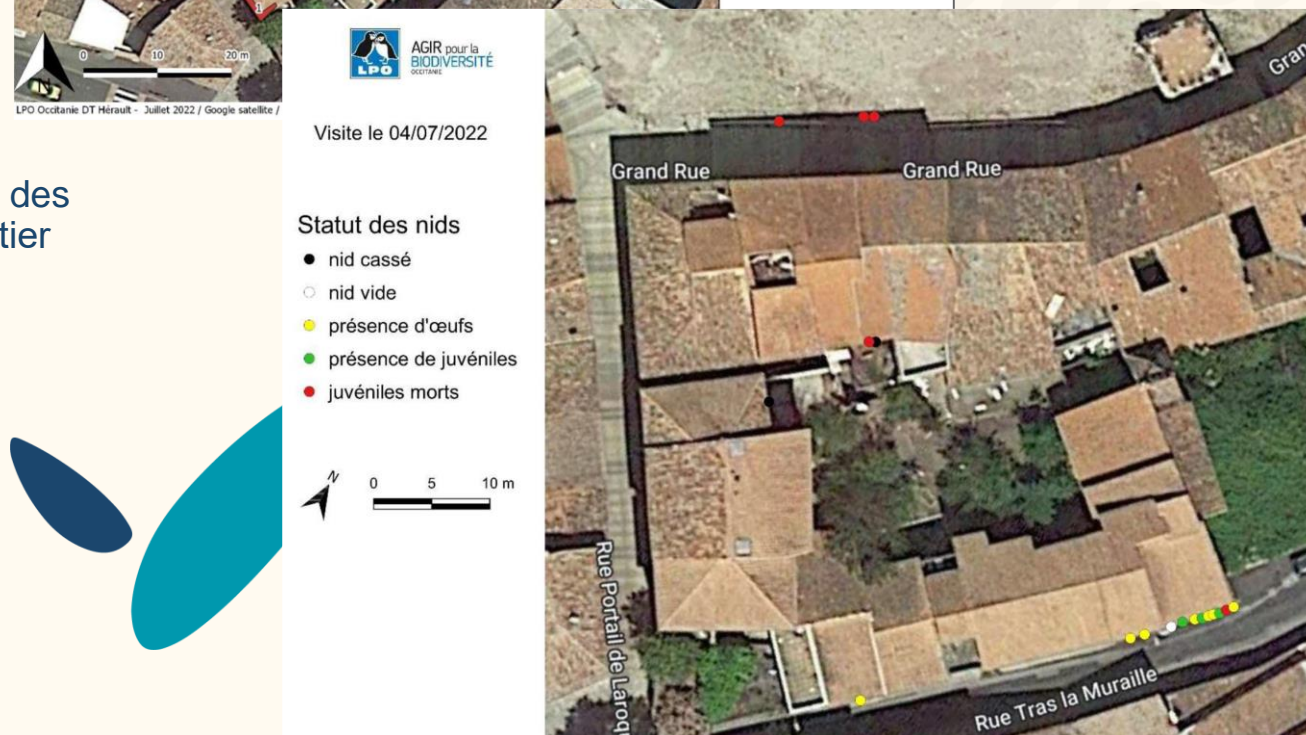 1
0 10 20 m
LPO Occitanie DT Hérault - Juillet 2022 / Google satellite /
des
tier
LPO
AGIR pour la
BIODIVERSITÉ
OCCITANIE
Visite le 04/07/2022
Statut des nids
nid cassé
nid vide
présence d'œufs
présence de juvéniles
juvéniles morts
N
0 5 10 m
Grand Rue
Grand Rue
Gran
Rue Portail de Laroq
Rue Tras la Muraille